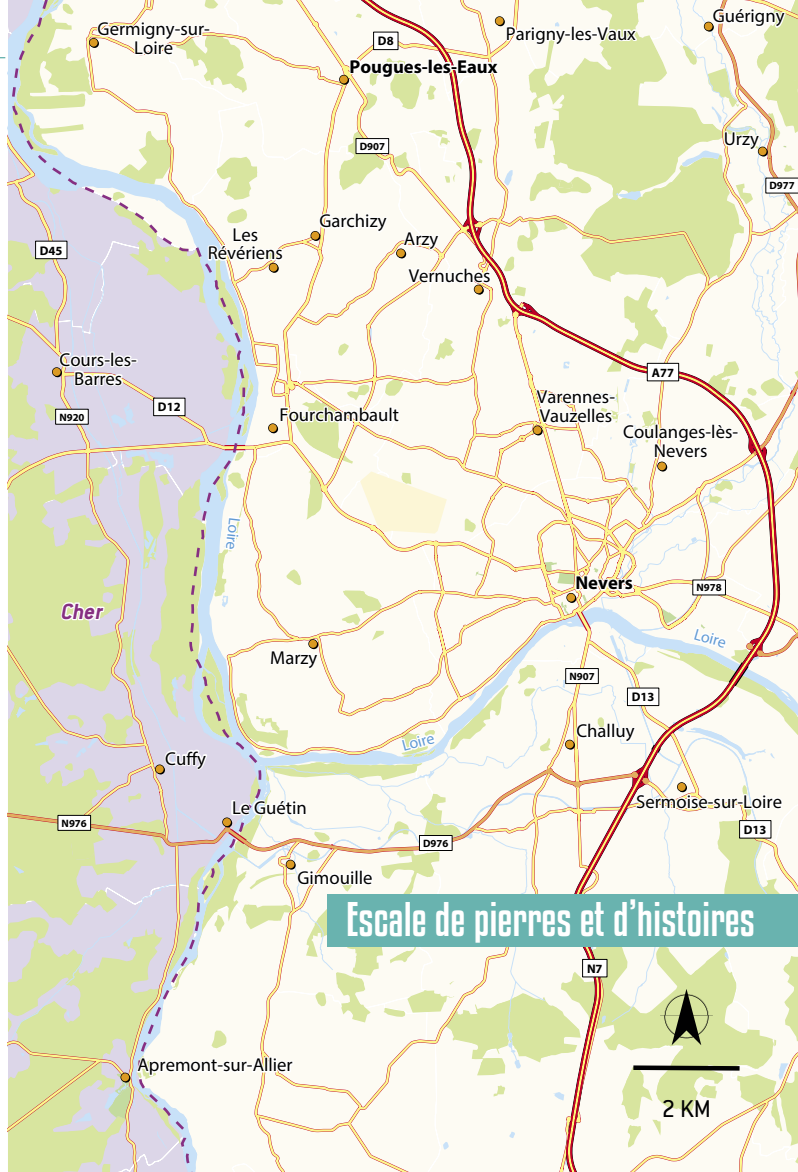 Guérigny
Germigny-sur-
Loire
Parigny-les-Vaux
D8
Pougues-les-Eaux
Urzy
D907
D977
Garchizy
Les
Révériens
Arzy
D45
Vernuches
Cours-les-
Barres
A77
D12
N920
Varennes-
Vauzelles
Fourchambault
Coulanges-lès-
Nevers
Loire
Nevers
N978
Cher
Loire
Marzy
N907
D13
Challuy
Loire
Cuffy
Sermoise-sur-Loire
Le Guétin
N976
D13
D976
Gimouille
Escale de pierres et d'histoires
N7
Apremont-sur-Allier
2 KM